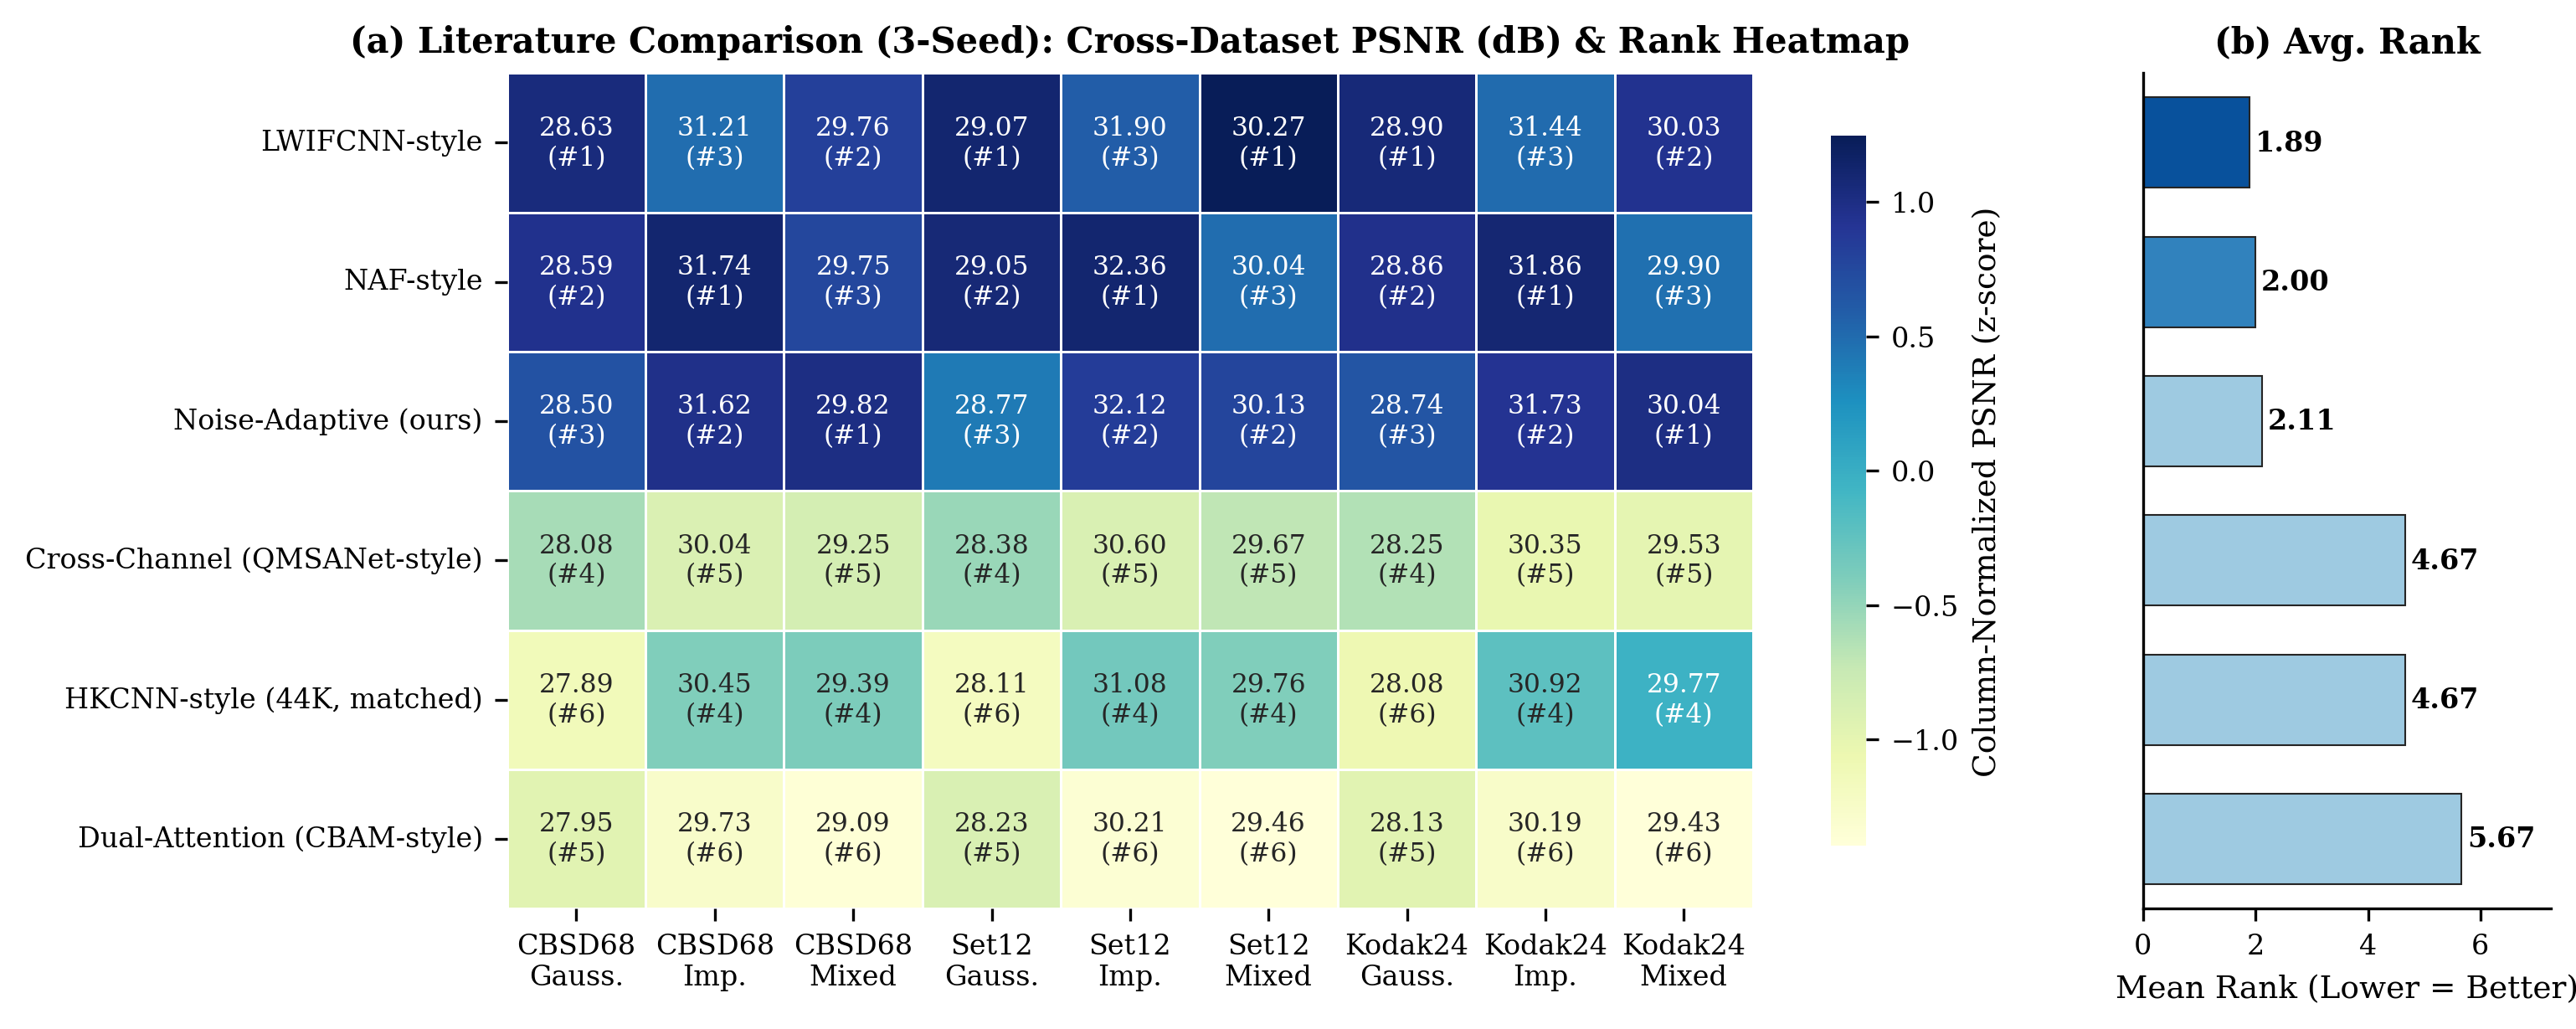 (a) Literature Comparison (3-Seed): Cross-Dataset PSNR (dB) & Rank Heatmap
LWIFCNN-style
28.63 31.21 29.76 29.07 31.90 30.27 28.90 31.44 30.03
(#1) (#3) (#2) (#1) (#3) (#1) (#1) (#3) (#2)
NAF-style
28.59 31.74 29.75 29.05 32.36 30.04 28.86 31.86 29.90
(#2) (#1) (#3) (#2) (#1) (#3) (#2) (#1) (#3)
Noise-Adaptive (ours)
28.50 31.62 29.82 28.77 32.12 30.13 28.74 31.73 30.04
(#3) (#2) (#1) (#3) (#2) (#2) (#3) (#2) (#1)
Cross-Channel (QMSANet-style)
28.08 30.04 29.25 28.38 30.60 29.67 28.25 30.35 29.53
(#4) (#5) (#5) (#4) (#5) (#5) (#4) (#5) (#5)
HKCNN-style (44K, matched)
27.89 30.45 29.39 28.11 31.08 29.76 28.08 30.92 29.77
(#6) (#4) (#4) (#6) (#4) (#4) (#6) (#4) (#4)
Dual-Attention (CBAM-style)
27.95 29.73 29.09 28.23 30.21 29.46 28.13 30.19 29.43
(#5) (#6) (#6) (#5) (#6) (#6) (#5) (#6) (#6)
CBSD68 CBSD68 CBSD68 Set12 Set12 Set12 Kodak24 Kodak24 Kodak24
Gauss. Imp. Mixed Gauss. Imp. Mixed Gauss. Imp. Mixed
1.0
0.5
0.0
−0.5
−1.0
Column-Normalized PSNR (z-score)
(b) Avg. Rank
1.89
2.00
2.11
4.67
4.67
5.67
0 2 4 6
Mean Rank (Lower = Better)